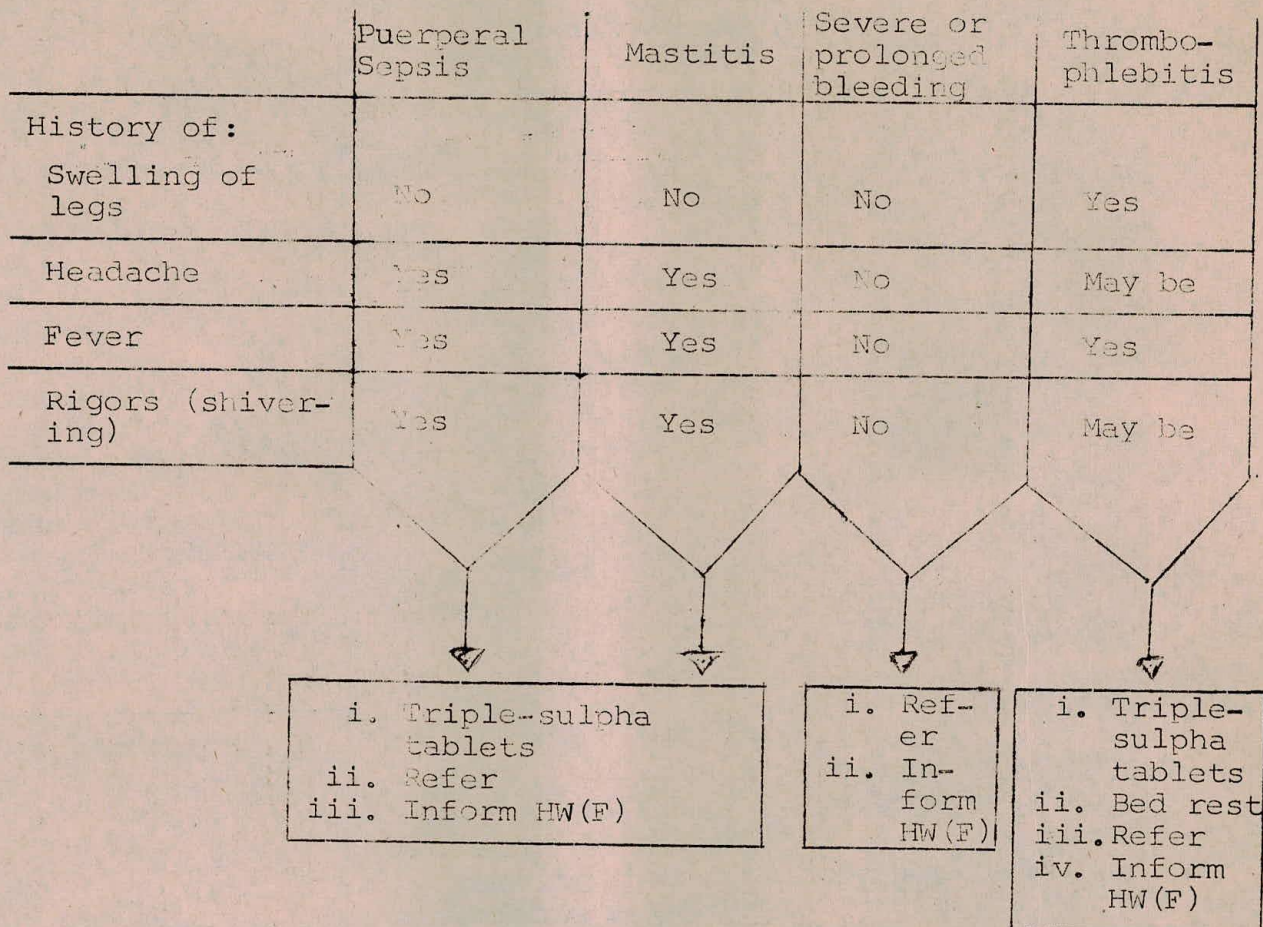 Puerperal
Sepsis
Mastitis
Severe or
prolonged
bleeding
Thrombo-
phlebitis
History of:
Swelling of
legs
No
No
No
Yes
Headache
Yes
Yes
No
May be
Fever
Yes
Yes
No
Yes
Rigors (shiver-
ing)
Yes
Yes
No
May be
i. Triple-sulpha
tablets
ii. Refer
iii. Inform HW(F)
i. Ref-
er
ii. In-
form
HW(F)
i. Triple-
sulpha
tablets
ii. Bed rest
iii. Refer
iv. Inform
HW(F)